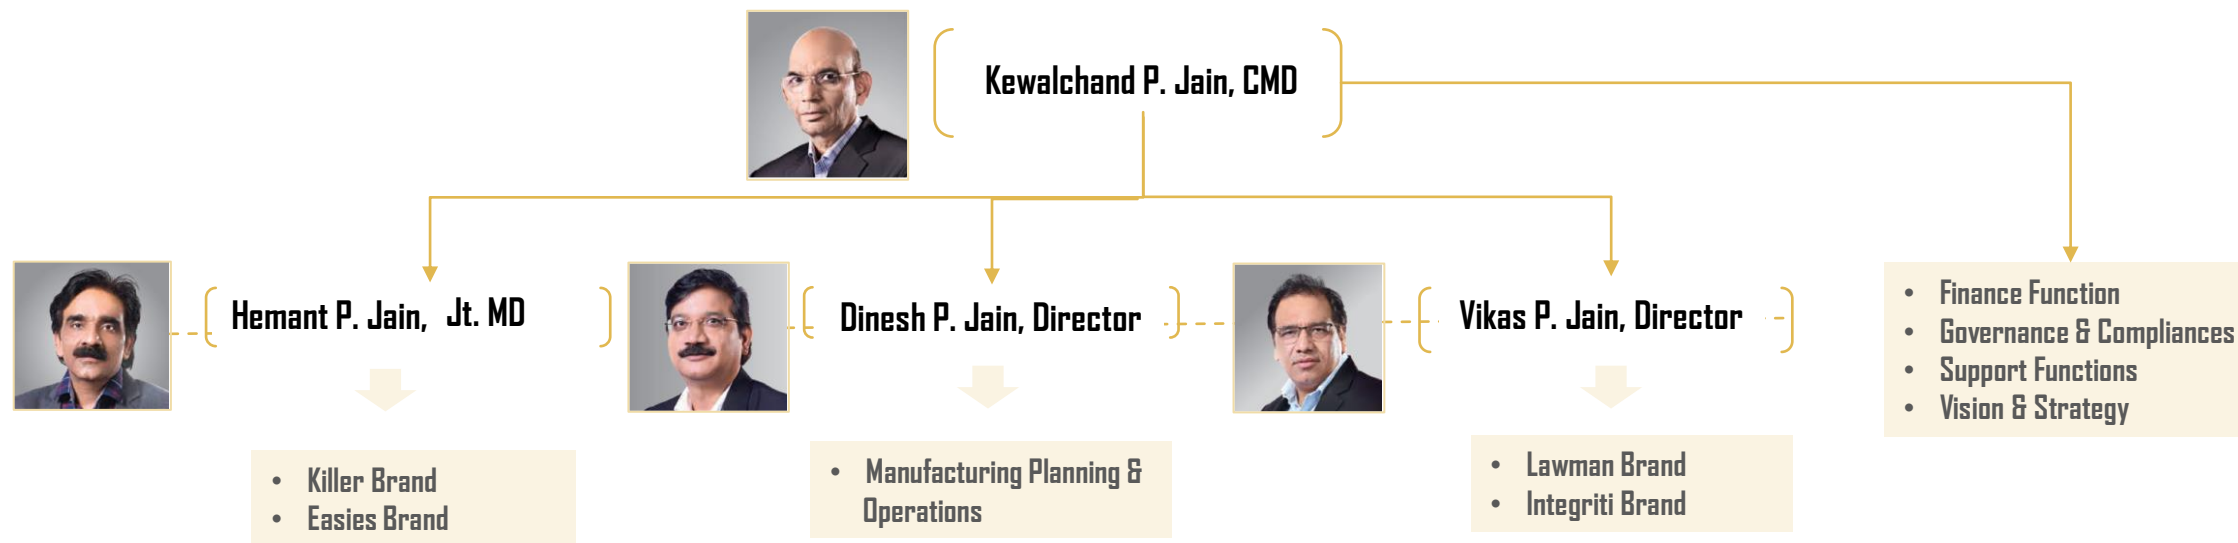 Kewalchand P. Jain, CMD
Hemant P. Jain, Jt. MD
Dinesh P. Jain, Director
Vikas P. Jain, Director
• Finance Function
• Governance & Compliances
• Support Functions
• Vision & Strategy
• Killer Brand
• Easies Brand
• Manufacturing Planning &
Operations
• Lawman Brand
• Integriti Brand